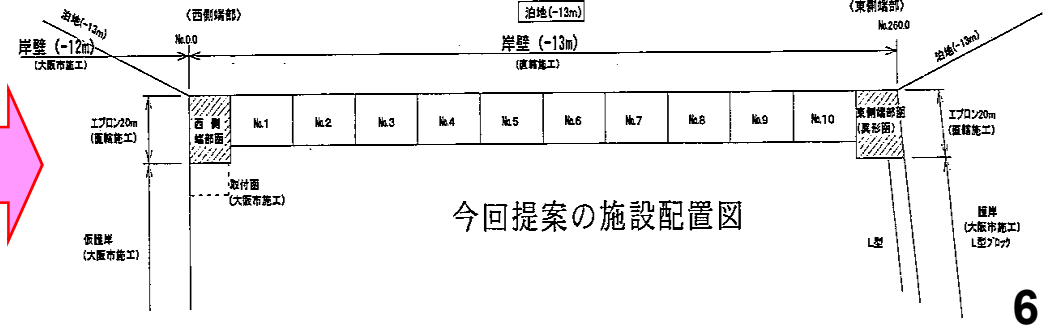 泊地(-13m)
〈西側端部〉
No.0.0
岸壁 (-12m)
(大阪市施工)
泊地(-13m)
岸壁 (-13m)
(直轄施工)
〈東側端部〉
No.260.0
泊地(-13m)
エプロン20m
(直轄施工)
西 側
端部函
No.1
No.2
No.3
No.4
No.5
No.6
No.7
No.8
No.9
No.10
東側端部函
(異形函)
エプロン20m
(直轄施工)
取付函
(大阪市施工)
今回提案の施設配置図
仮護岸
(大阪市施工)
L型
護岸
(大阪市施工)
L型ブロック
6